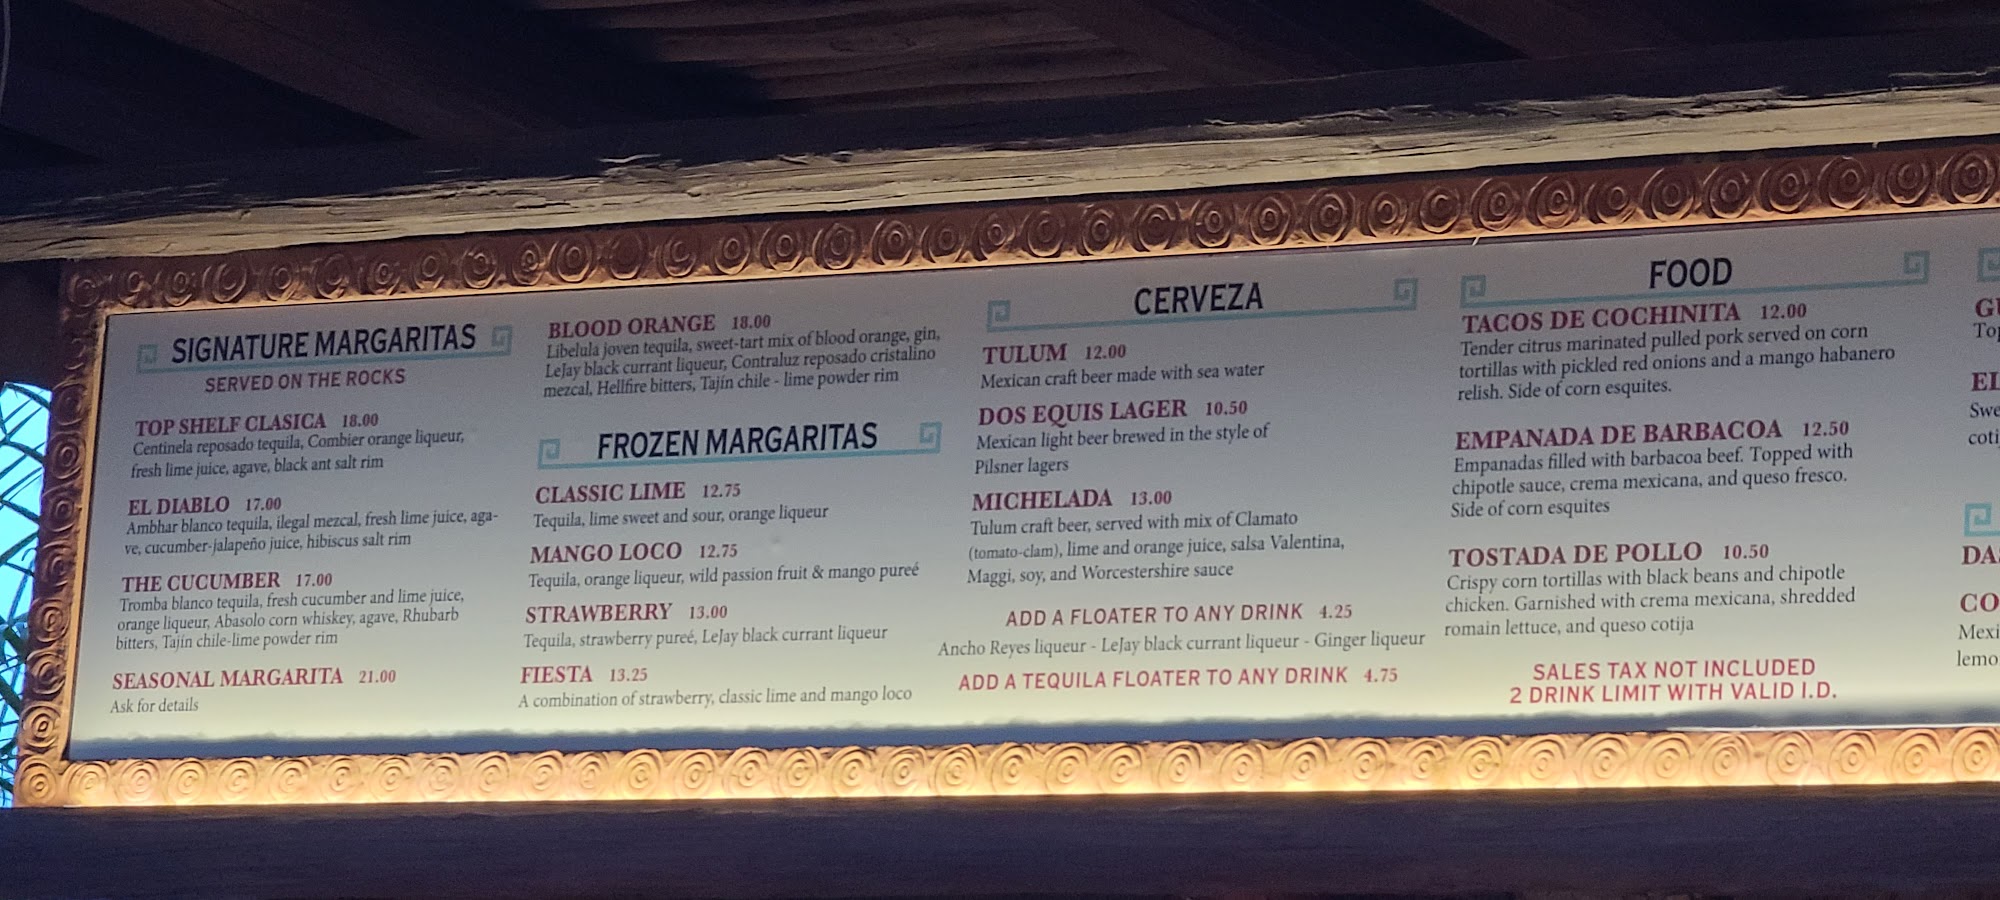 SIGNATURE MARGARITAS
SERVED ON THE ROCKS
TOP SHELF CLASICA 18.00
Centinela reposado tequila, Combier orange liqueur,
fresh lime juice, agave, black ant salt rim
EL DIABLO 17.00
Ambhar blanco tequila, ilegal mezcal, fresh lime juice, aga-
ve, cucumber-jalapeño juice, hibiscus salt rim
THE CUCUMBER 17.00
Tromba blanco tequila, fresh cucumber and lime juice,
orange liqueur, Abasolo corn whiskey, agave, Rhubarb
bitters, Tajín chile-lime powder rim
SEASONAL MARGARITA 21.00
Ask for details
BLOOD ORANGE 18.00
Libelula joven tequila, sweet-tart mix of blood orange, gin,
LeJay black currant liqueur, Contraluz reposado cristalino
mezcal, Hellfire bitters, Tajín chile - lime powder rim
FROZEN MARGARITAS
CLASSIC LIME 12.75
Tequila, lime sweet and sour, orange liqueur
MANGO LOCO 12.75
Tequila, orange liqueur, wild passion fruit & mango pureé
STRAWBERRY 13.00
Tequila, strawberry pureé, LeJay black currant liqueur
FIESTA 13.25
A combination of strawberry, classic lime and mango loco
CERVEZA
TULUM 12.00
Mexican craft beer made with sea water
DOS EQUIS LAGER 10.50
Mexican light beer brewed in the style of
Pilsner lagers
MICHELADA 13.00
Tulum craft beer, served with mix of Clamato
(tomato-clam), lime and orange juice, salsa Valentina,
Maggi, soy, and Worcestershire sauce
ADD A FLOATER TO ANY DRINK 4.25
Ancho Reyes liqueur - LeJay black currant liqueur - Ginger liqueur
ADD A TEQUILA FLOATER TO ANY DRINK 4.75
FOOD
TACOS DE COCHINITA 12.00
Tender citrus marinated pulled pork served on corn
tortillas with pickled red onions and a mango habanero
relish. Side of corn esquites.
EMPANADA DE BARBACOA 12.50
Empanadas filled with barbacoa beef. Topped with
chipotle sauce, crema mexicana, and queso fresco.
Side of corn esquites
TOSTADA DE POLLO 10.50
Crispy corn tortillas with black beans and chipotle
chicken. Garnished with crema mexicana, shredded
romain lettuce, and queso cotija
SALES TAX NOT INCLUDED
2 DRINK LIMIT WITH VALID I.D.